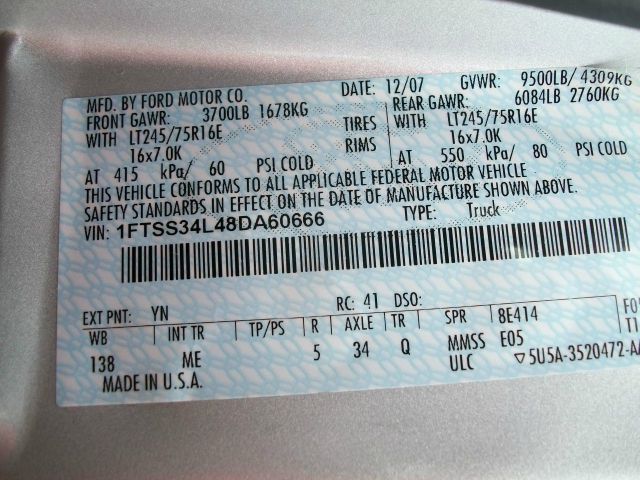 MFD. BY FORD MOTOR CO. DATE: 12/07 GVWR: 9500LB/ 4309KG
FRONT GAWR: 3700LB 1678KG REAR GAWR: 6084LB 2760KG
WITH LT245/75R16E TIRES WITH LT245/75R16E
16x7.0K RIMS 16x7.0K
AT 415 kPa/ 60 PSI COLD AT 550 kPa/ 80 PSI COLD
THIS VEHICLE CONFORMS TO ALL APPLICABLE FEDERAL MOTOR VEHICLE
SAFETY STANDARDS IN EFFECT ON THE DATE OF MANUFACTURE SHOWN ABOVE.
VIN: 1FTSS34L48DA60666 TYPE: Truck
EXT PNT: YN RC: 41 DSO:
WB INT TR TP/PS R AXLE TR SPR 8E414
138 ME 5 34 Q MMSS E05
MADE IN U.S.A. ULC ▽5U5A-3520472-A